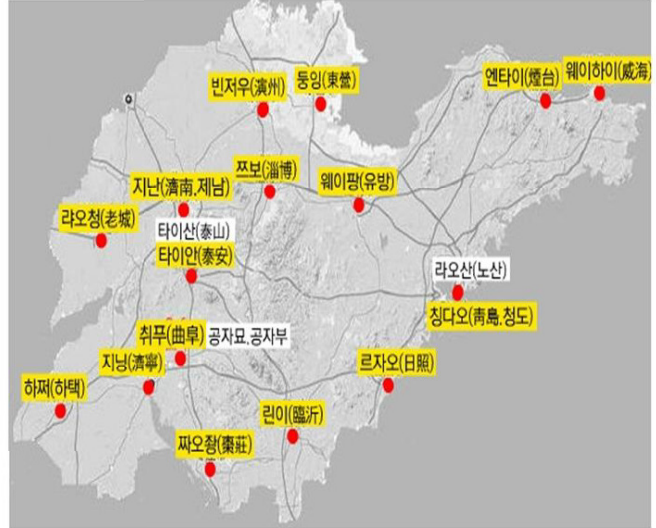 빈저우(滨州)
둥잉(東營)
엔타이(煙台)
웨이하이(威海)
쯔보(淄博)
웨이팡(유방)
지난(濟南.제남)
랴오청(老城)
타이산(泰山)
타이안(泰安)
라오산(노산)
칭다오(靑島.청도)
취푸(曲阜)
공자묘.공자부
지닝(濟寧)
르자오(日照)
하쩌(하택)
린이(臨沂)
짜오좡(棗莊)